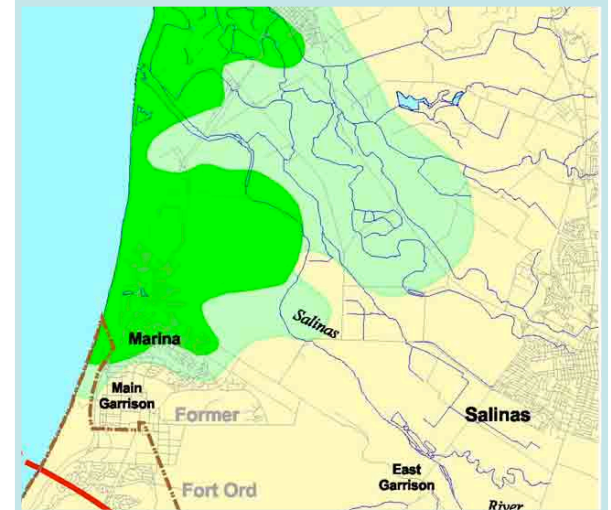 Salinas
Marina
Main
Garrison
Former
Salinas
East
Garrison
Fort Ord
River